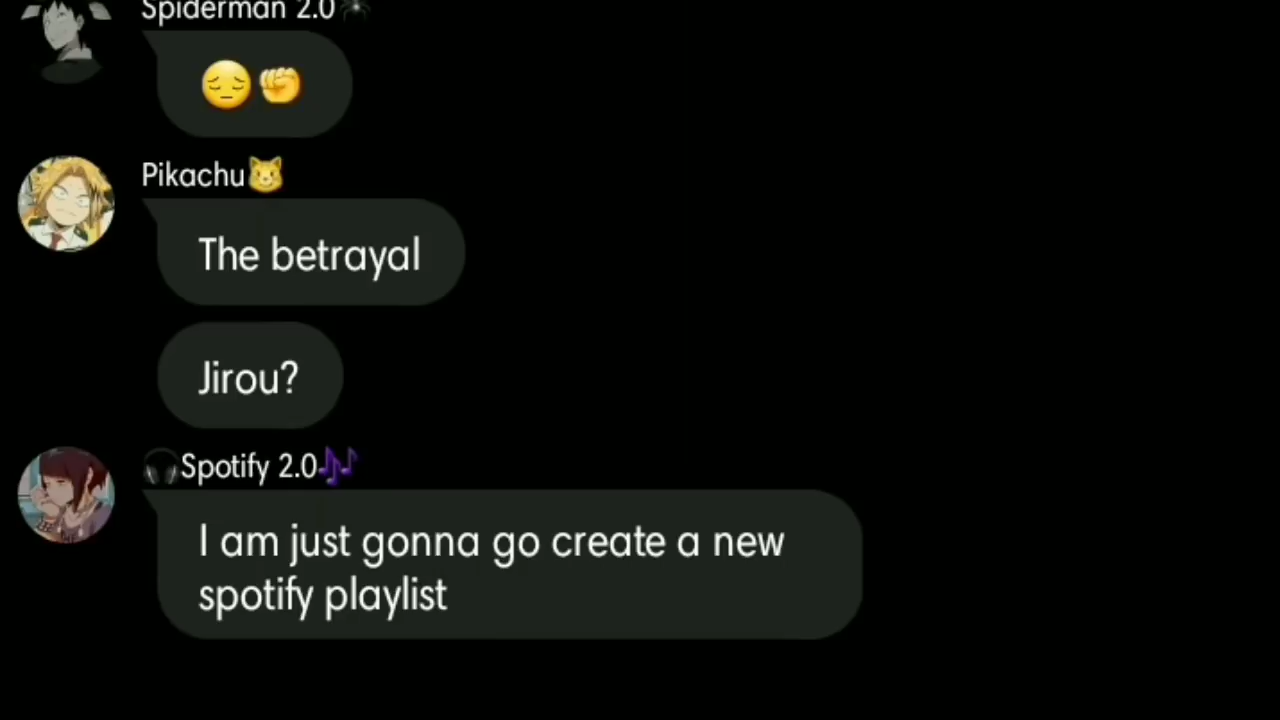 Spiderman 2.0🕷
😔✊
Pikachu😼
The betrayal
Jirou?
🎧Spotify 2.0🎶
I am just gonna go create a new
spotify playlist